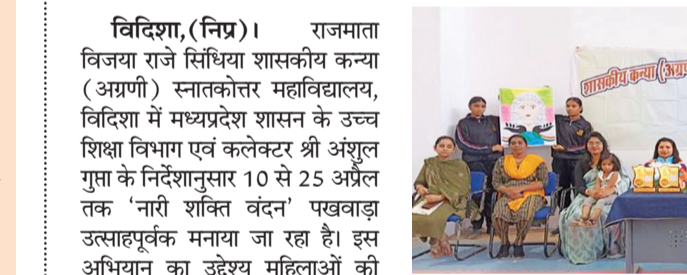 विदिशा,(निप्र)। राजमाता
विजया राजे सिंधिया शासकीय कन्या
(अग्रणी) स्नातकोत्तर महाविद्यालय,
विदिशा में मध्यप्रदेश शासन के उच्च
शिक्षा विभाग एवं कलेक्टर श्री अंशुल
गुप्ता के निर्देशानुसार 10 से 25 अप्रैल
तक ‘नारी शक्ति वंदन’ पखवाड़ा
उत्साहपूर्वक मनाया जा रहा है। इस
अभियान का उद्देश्य महिलाओं की
शासकीय कन्या (अग्र